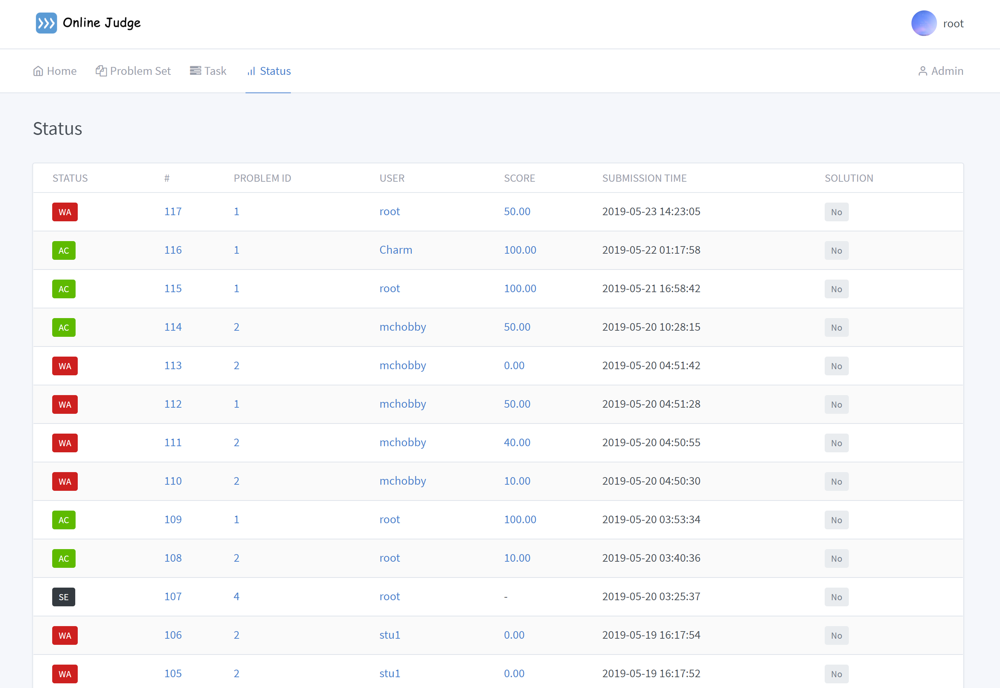 Online Judge root
Home Problem Set Task Status Admin
Status
STATUS # PROBLEM ID USER SCORE SUBMISSION TIME SOLUTION
WA 117 1 root 50.00 2019-05-23 14:23:05 No
AC 116 1 Charm 100.00 2019-05-22 01:17:58 No
AC 115 1 root 100.00 2019-05-21 16:58:42 No
AC 114 2 mchobby 50.00 2019-05-20 10:28:15 No
WA 113 2 mchobby 0.00 2019-05-20 04:51:42 No
WA 112 1 mchobby 50.00 2019-05-20 04:51:28 No
WA 111 2 mchobby 40.00 2019-05-20 04:50:55 No
WA 110 2 mchobby 10.00 2019-05-20 04:50:30 No
AC 109 1 root 100.00 2019-05-20 03:53:34 No
AC 108 2 root 10.00 2019-05-20 03:40:36 No
SE 107 4 root - 2019-05-20 03:25:37 No
WA 106 2 stu1 0.00 2019-05-19 16:17:54 No
WA 105 2 stu1 0.00 2019-05-19 16:17:52 No